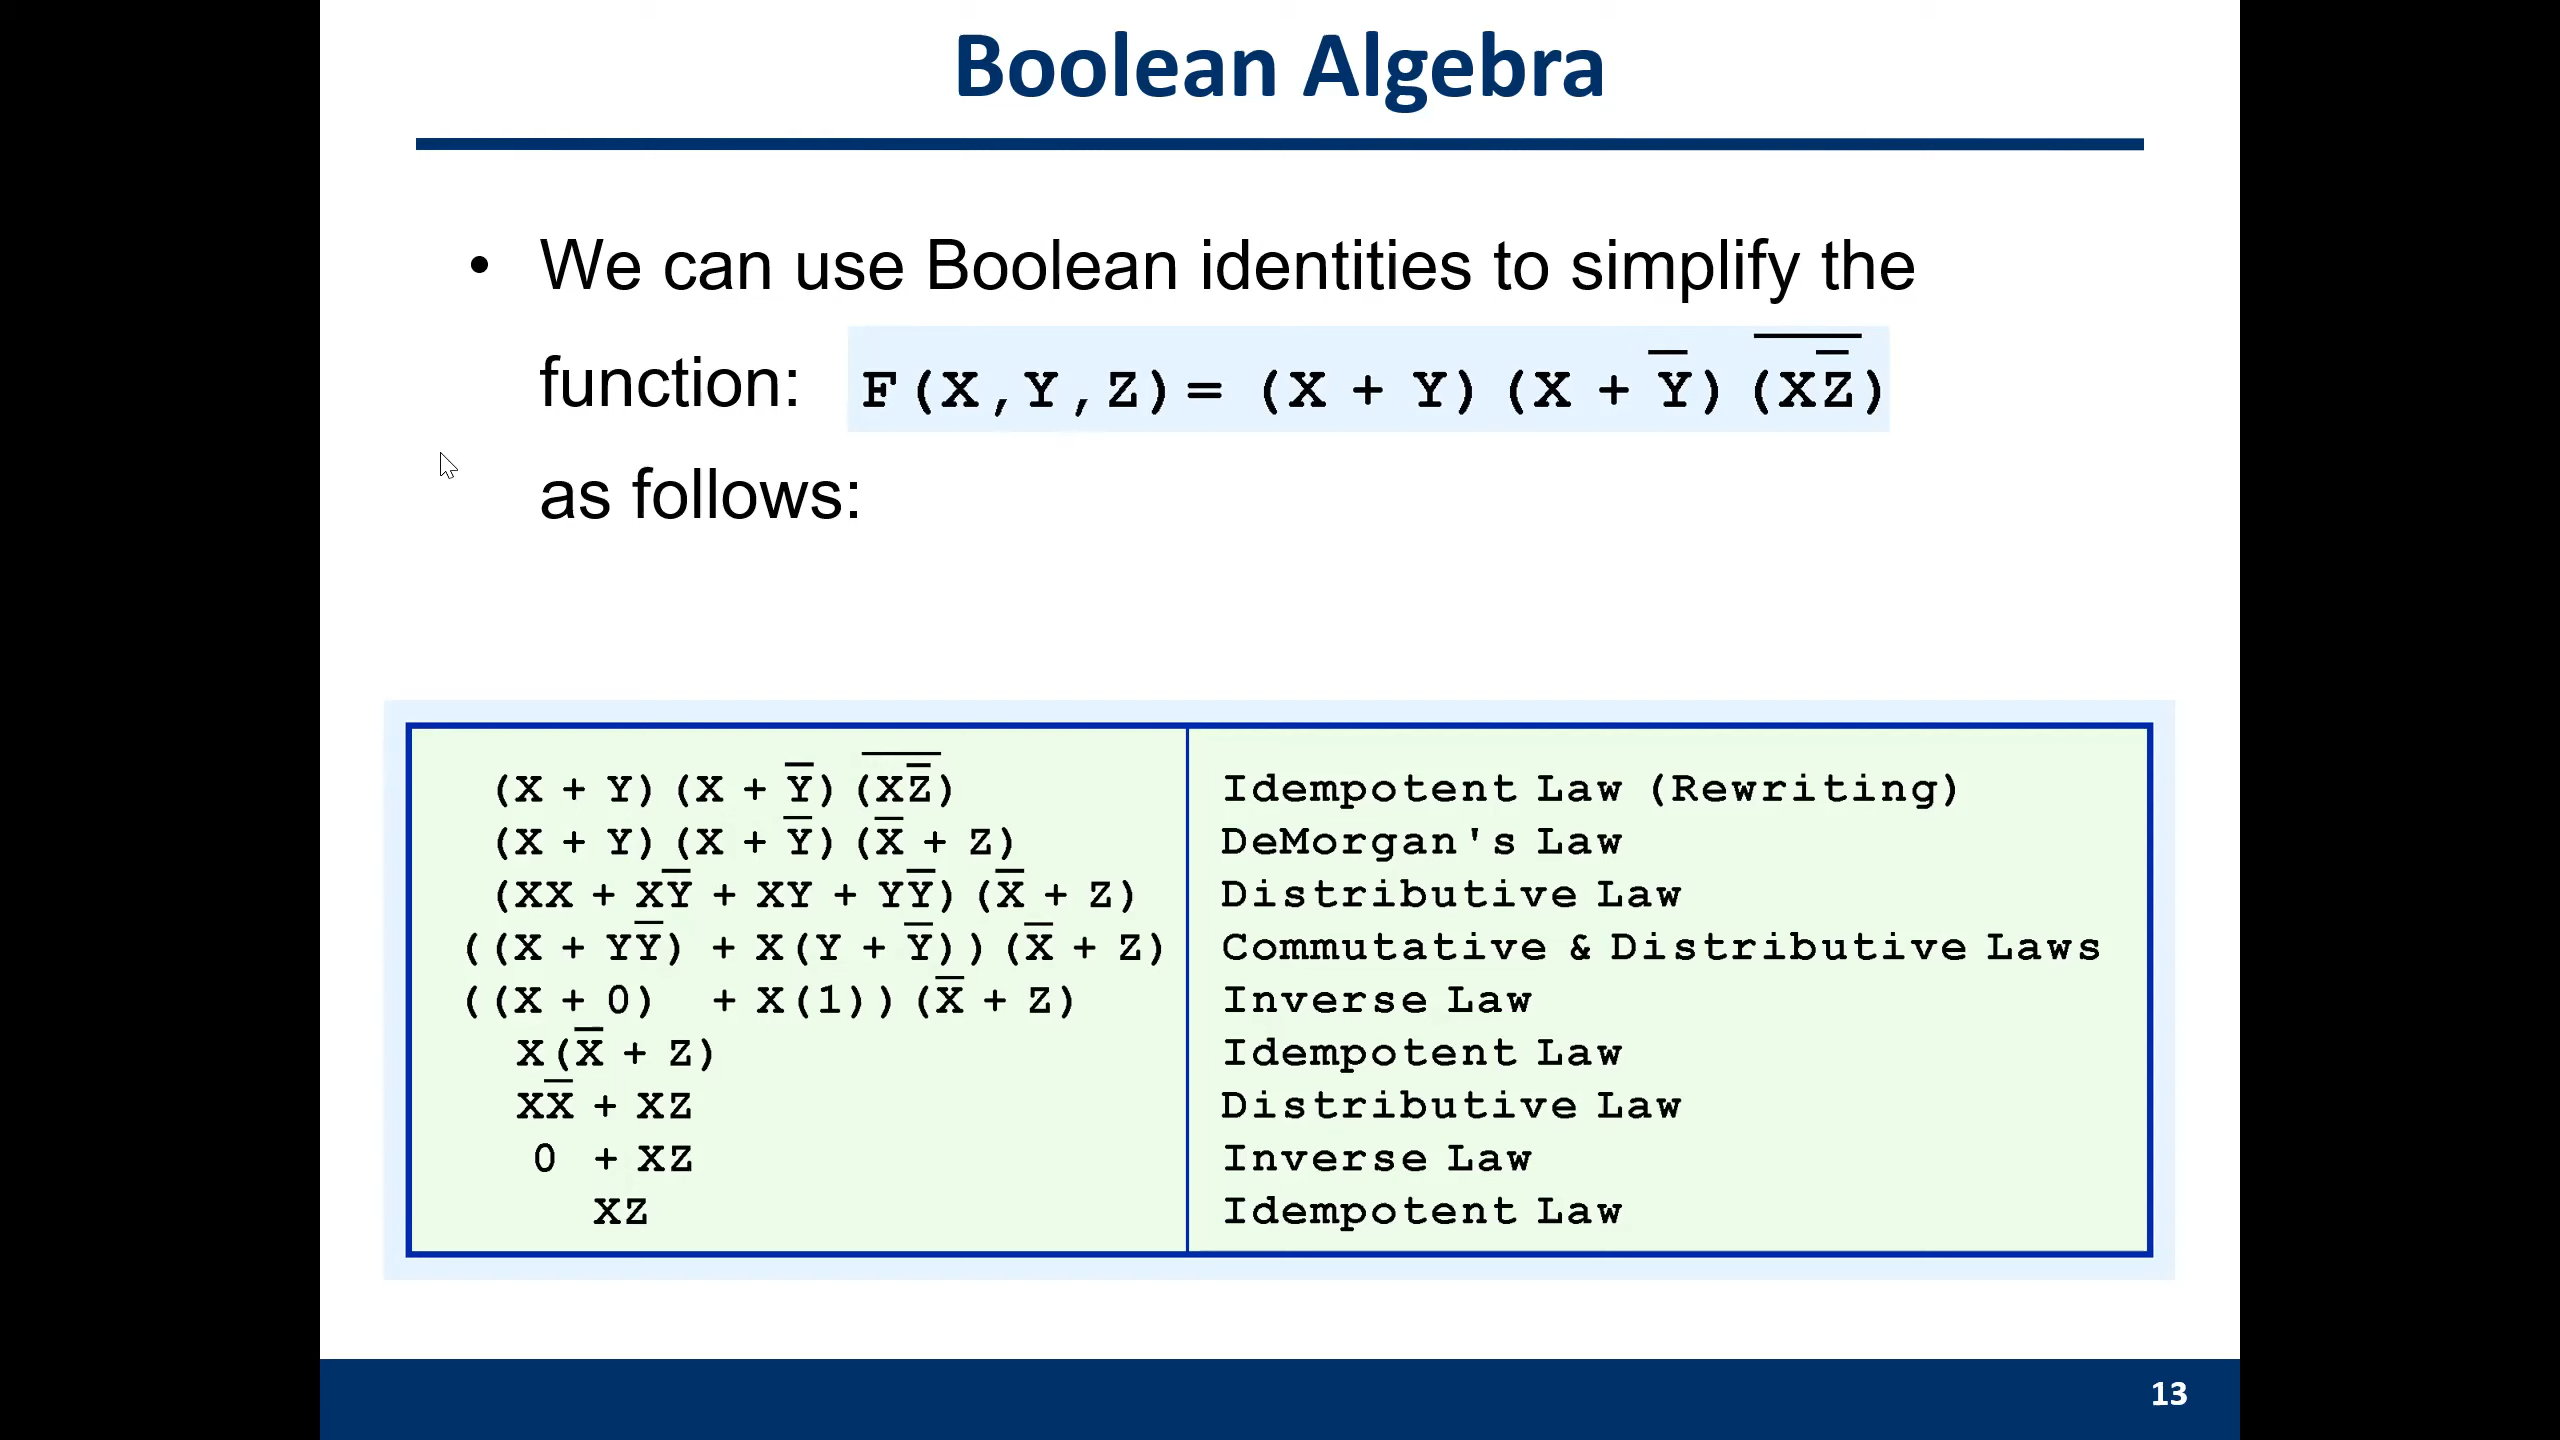 Boolean Algebra
• We can use Boolean identities to simplify the
function: F(X,Y,Z)= (X + Y)(X + Y̅)(X̅Z̿)
as follows:
(X + Y)(X + Y̅)(X̅Z̿) Idempotent Law (Rewriting)
(X + Y)(X + Y̅)(X̅ + Z) DeMorgan's Law
(XX + XY̅ + XY + YY̅)(X̅ + Z) Distributive Law
((X + YY̅) + X(Y + Y̅))(X̅ + Z) Commutative & Distributive Laws
((X + 0) + X(1))(X̅ + Z) Inverse Law
X(X̅ + Z) Idempotent Law
XX̅ + XZ Distributive Law
0 + XZ Inverse Law
XZ Idempotent Law
13